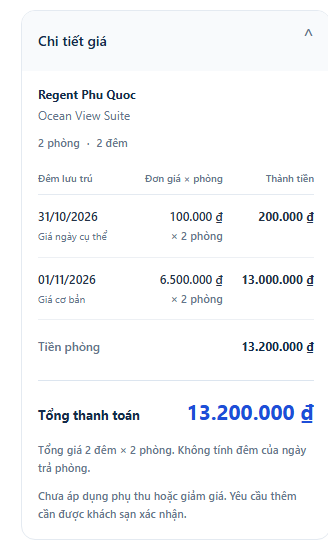 Chi tiết giá
Regent Phu Quoc
Ocean View Suite
2 phòng · 2 đêm
Đêm lưu trú Đơn giá × phòng Thành tiền
31/10/2026 100.000 ₫ 200.000 ₫
Giá ngày cụ thể × 2 phòng
01/11/2026 6.500.000 ₫ 13.000.000 ₫
Giá cơ bản × 2 phòng
Tiền phòng 13.200.000 ₫
Tổng thanh toán 13.200.000 ₫
Tổng giá 2 đêm × 2 phòng. Không tính đêm của ngày
trả phòng.
Chưa áp dụng phụ thu hoặc giảm giá. Yêu cầu thêm
cần được khách sạn xác nhận.